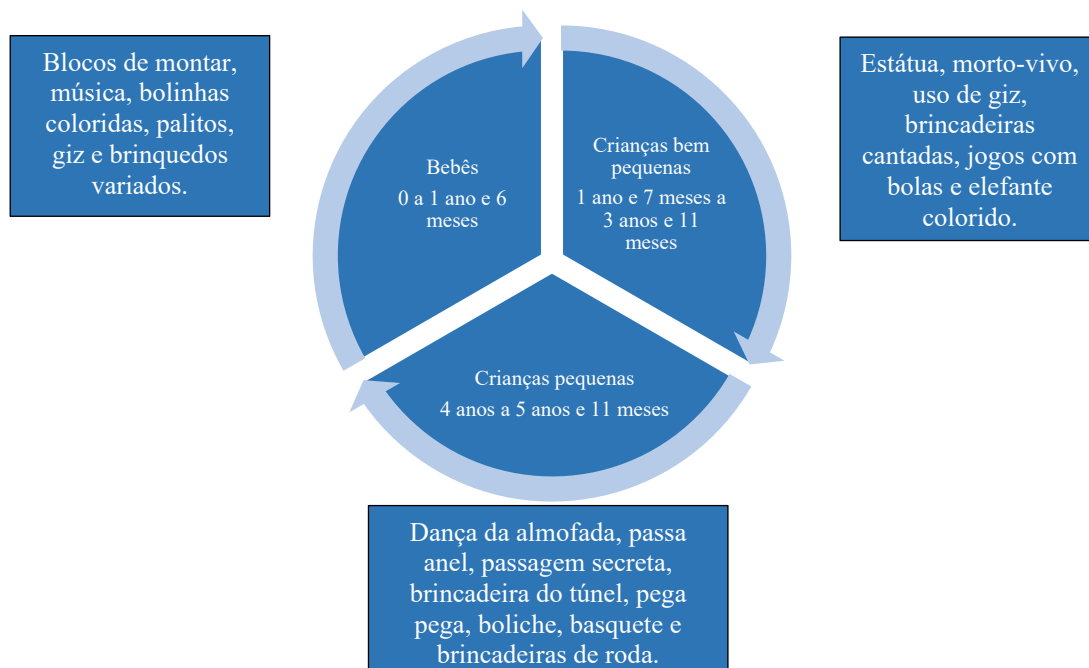 Blocos de montar,
música, bolinhas
coloridas, palitos,
giz e brinquedos
variados.
Bebês
0 a 1 ano e 6
meses
Crianças bem
pequenas
1 ano e 7 meses a
3 anos e 11
meses
Estátua, morto-vivo,
uso de giz,
brincadeiras
cantadas, jogos com
bolas e elefante
colorido.
Crianças pequenas
4 anos a 5 anos e 11 meses
Dança da almofada, passa
anel, passagem secreta,
brincadeira do túnel, pega
pega, boliche, basquete e
brincadeiras de roda.